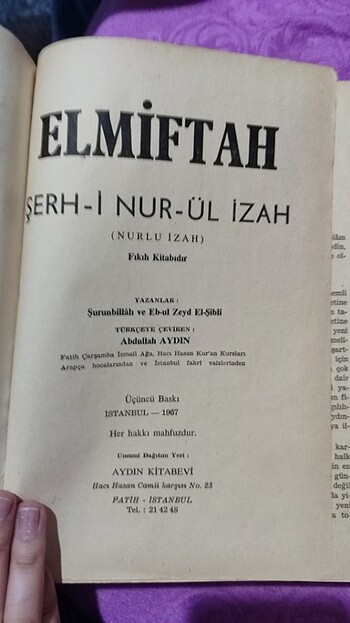 ELMİFTAH
ŞERH-İ NUR-ÜL İZAH
(NURLU İZAH)
Fıkıh Kitabıdır
YAZANLAR :
Şurunbillâlı ve Eb-ul Zeyd El-Şiblî
TÜRKÇEYE ÇEVİREN :
Abdullah AYDIN
Fatih Çarşamba İsmail Ağa, Hacı Hasan Kur'an Kursları
Arapça hocalarından ve İstanbul fahri vaizlerinden
Üçüncü Baskı
İSTANBUL — 1967
Her hakkı mahfuzdur.
Umumî Dağıtım Yeri :
AYDIN KİTABEVİ
Hacı Hasan Camii karşısı No. 23
FATİH - İSTANBUL
Tel. : 21 42 48